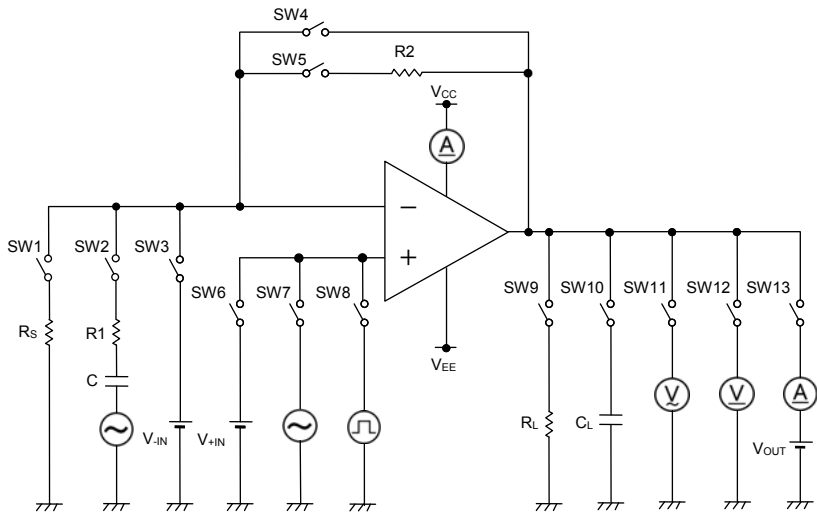 SW4
SW5 R2
VCC
A
−
+
SW1 SW2 SW3
SW6 SW7 SW8
SW9 SW10 SW11 SW12 SW13
RS R1
C
VEE
V-IN V+IN
RL CL
V V A
VOUT